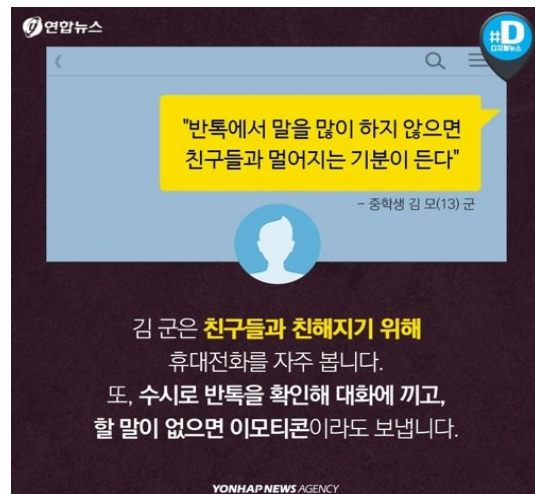 연합뉴스
#D
디지털뉴스
"반톡에서 말을 많이 하지 않으면
친구들과 멀어지는 기분이 든다"
- 중학생 김 모(13) 군
김 군은 친구들과 친해지기 위해
휴대전화를 자주 봅니다.
또, 수시로 반톡을 확인해 대화에 끼고,
할 말이 없으면 이모티콘이라도 보냅니다.
YONHAP NEWS AGENCY